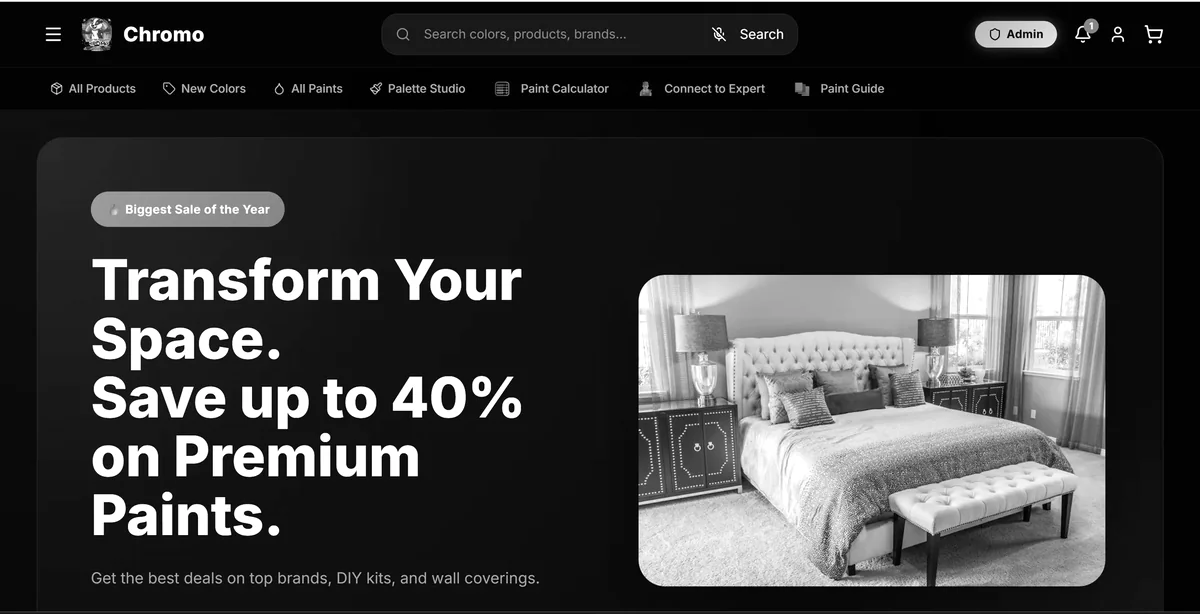 Chromo
Search colors, products, brands...
Search
Admin
1
All Products
New Colors
All Paints
Palette Studio
Paint Calculator
Connect to Expert
Paint Guide
Biggest Sale of the Year
Transform Your
Space.
Save up to 40%
on Premium
Paints.
Get the best deals on top brands, DIY kits, and wall coverings.